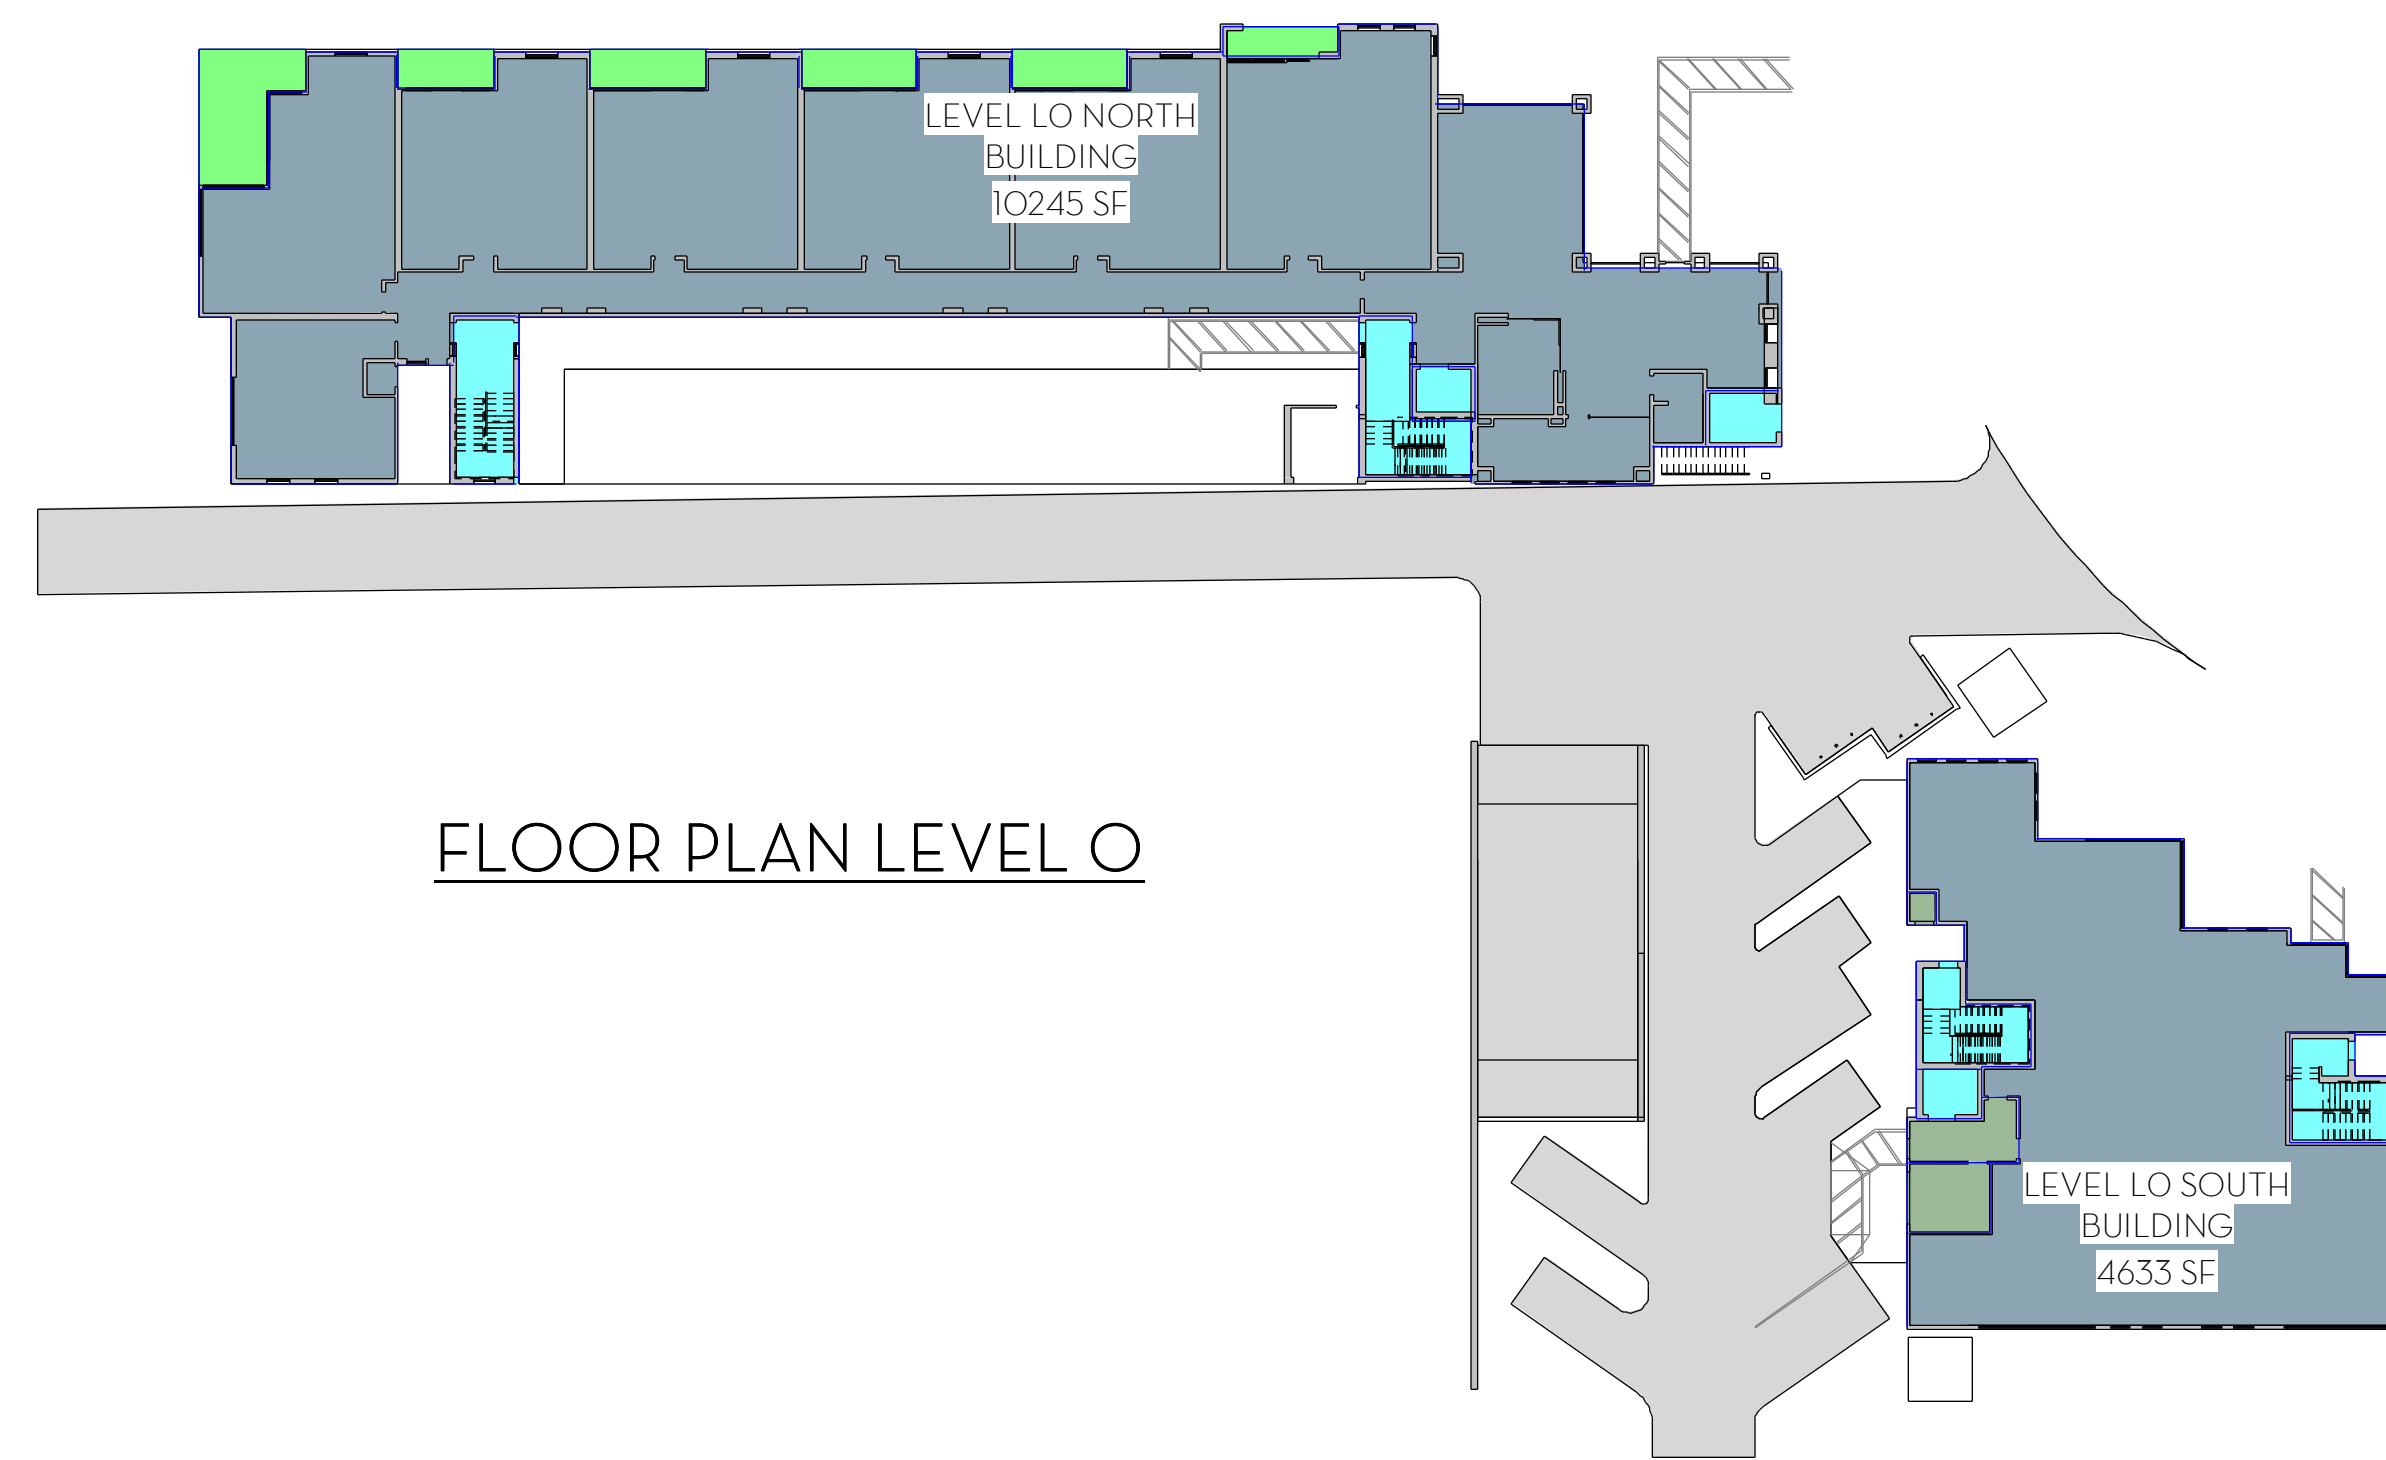 LEVEL LO NORTH
BUILDING
10245 SF
FLOOR PLAN LEVEL O
LEVEL LO SOUTH
BUILDING
4633 SF